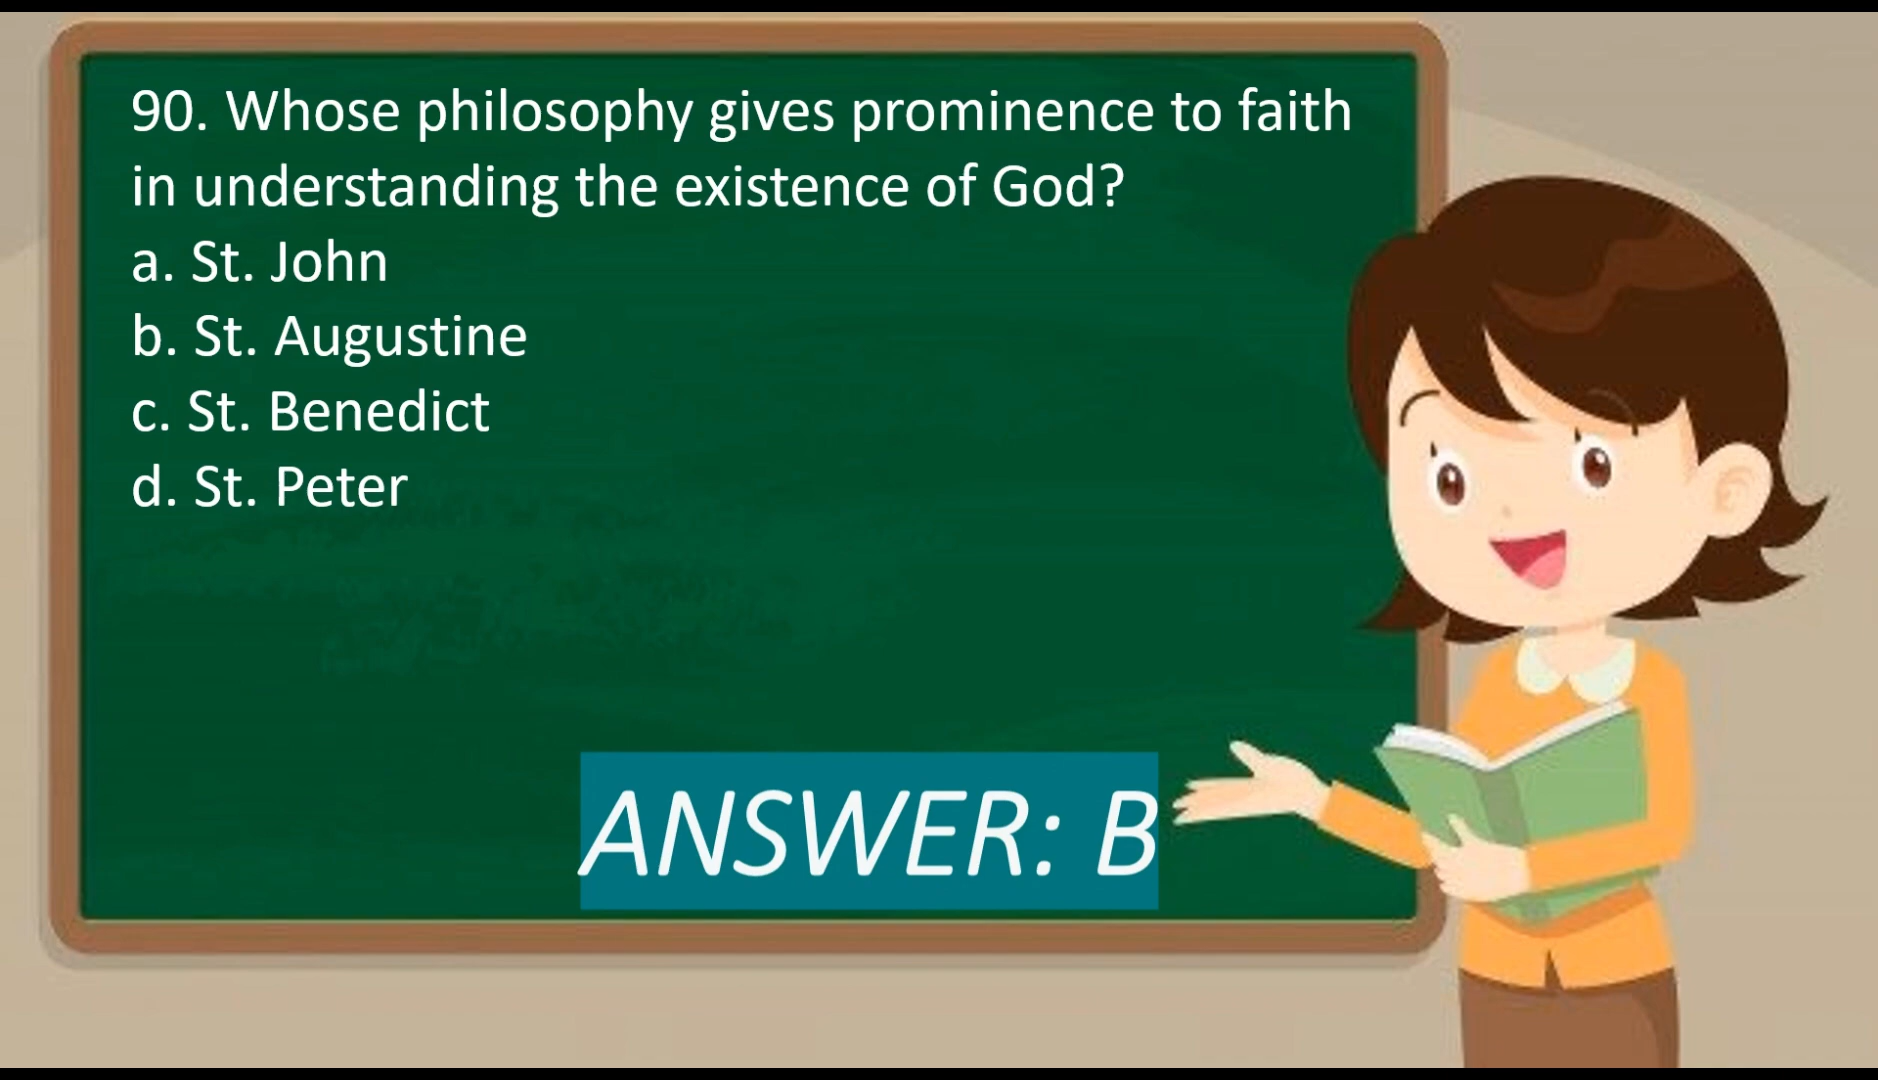 90. Whose philosophy gives prominence to faith
in understanding the existence of God?
a. St. John
b. St. Augustine
c. St. Benedict
d. St. Peter
ANSWER: B